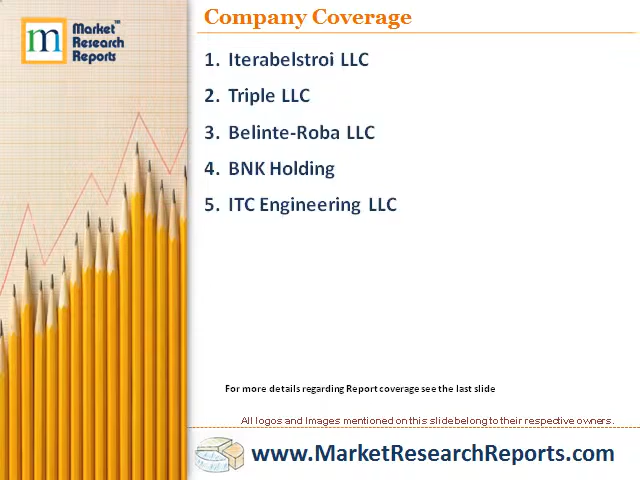 Company Coverage
m
Market™
Research
Reports
1. Iterabelstroi LLC
2. Triple LLC
3. Belinte-Roba LLC
4. BNK Holding
5. ITC Engineering LLC
For more details regarding Report coverage see the last slide
All logos and Images mentioned on this slide belong to their respective owners.
www.MarketResearchReports.com